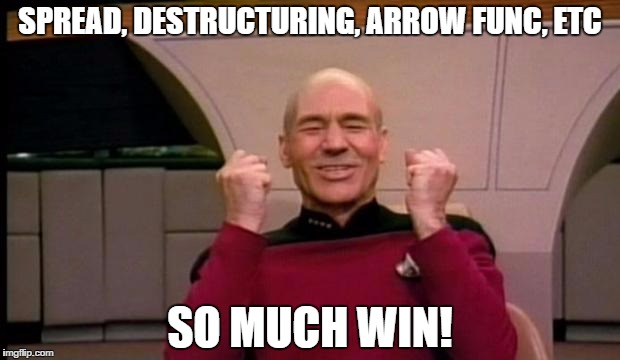 SPREAD, DESTRUCTURING, ARROW FUNC, ETC
SO MUCH WIN!
imgflip.com